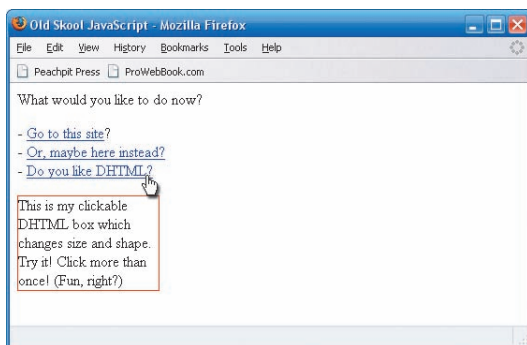 Old Skool JavaScript - Mozilla Firefox
File Edit View History Bookmarks Tools Help
Peachpit Press ProWebBook.com
What would you like to do now?
- Go to this site?
- Or, maybe here instead?
- Do you like DHTML?
This is my clickable
DHTML box which
changes size and shape.
Try it! Click more than
once! (Fun, right?)